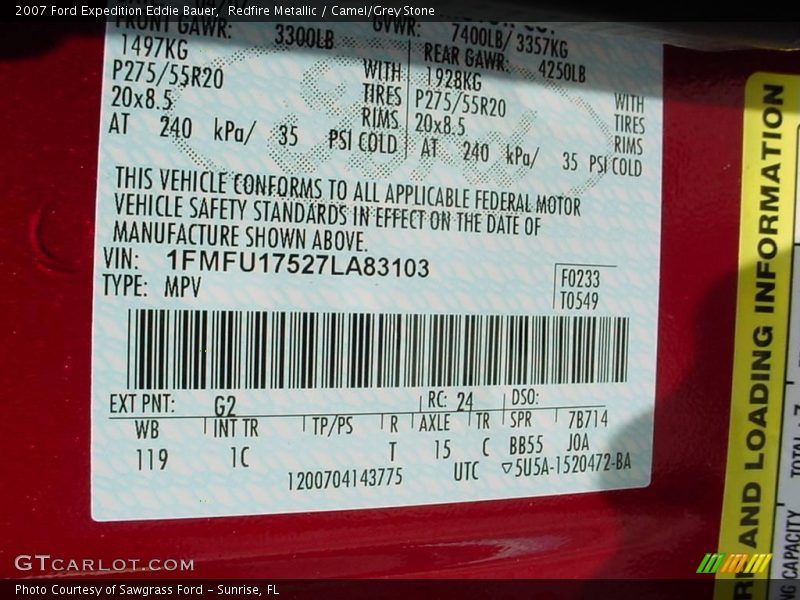 2007 Ford Expedition Eddie Bauer, Redfire Metallic / Camel/Grey Stone
FRONT GAWR: 3300LB
1497KG
P275/55R20 WITH TIRES
20x8.5 RIMS
AT 240 kPa/ 35 PSI COLD
GVWR: 7400LB/ 3357KG
REAR GAWR: 4250LB
1928KG
P275/55R20 WITH TIRES
20x8.5 RIMS
AT 240 kPa/ 35 PSI COLD
THIS VEHICLE CONFORMS TO ALL APPLICABLE FEDERAL MOTOR
VEHICLE SAFETY STANDARDS IN EFFECT ON THE DATE OF
MANUFACTURE SHOWN ABOVE.
VIN: 1FMFU17527LA83103
TYPE: MPV
F0233
T0549
EXT PNT: G2 RC: 24 DSO:
WB INT TR TP/PS R AXLE TR SPR 7B714
119 1C T 15 C BB55 J0A
1200704143775 UTC ▽5U5A-1520472-BA
AND LOADING INFORMATION
GTCARLOT.COM
Photo Courtesy of Sawgrass Ford - Sunrise, FL